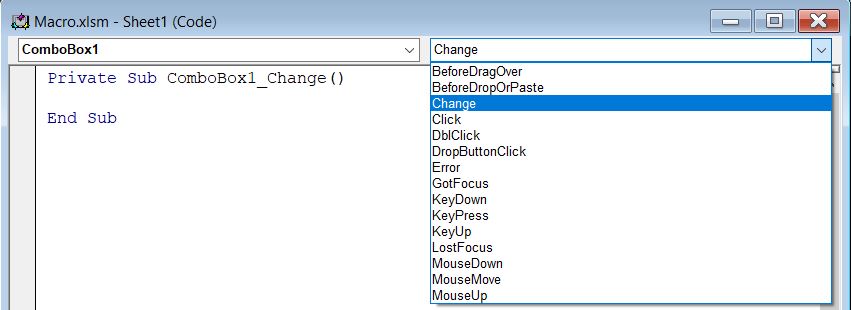 Macro.xlsm - Sheet1 (Code)
ComboBox1
Change
Private Sub ComboBox1_Change()
End Sub
BeforeDragOver
BeforeDropOrPaste
Change
Click
DblClick
DropButtonClick
Error
GotFocus
KeyDown
KeyPress
KeyUp
LostFocus
MouseDown
MouseMove
MouseUp